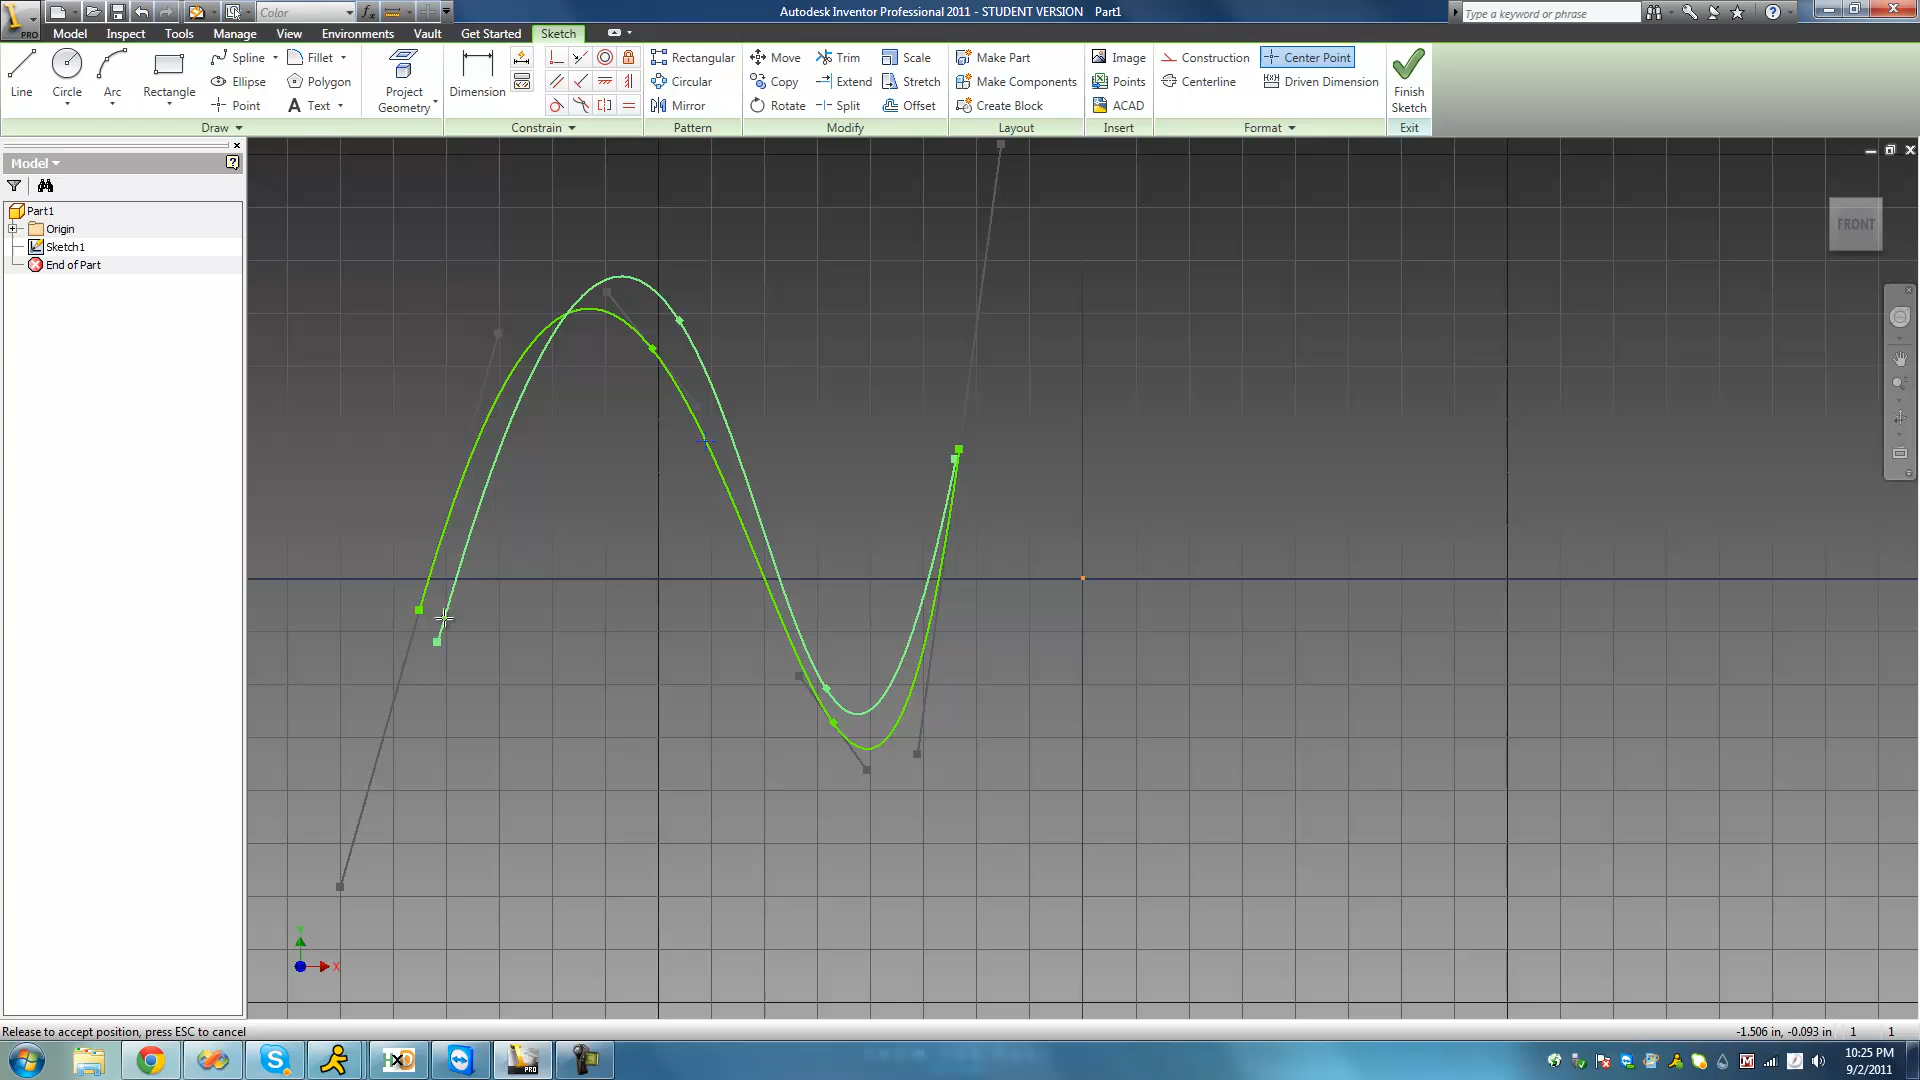 PRO
Color
Autodesk Inventor Professional 2011 - STUDENT VERSION Part1
Type a keyword or phrase
Model Inspect Tools Manage View Environments Vault Get Started Sketch
Line Circle Arc Rectangle
Spline Fillet
Ellipse Polygon
Point Text
Project Geometry
Dimension
Rectangular
Circular
Mirror
Move Trim Scale
Copy Extend Stretch
Rotate Split Offset
Make Part
Make Components
Create Block
Image
Points
ACAD
Construction Center Point
Centerline Driven Dimension
Finish Sketch
Draw Constrain Pattern Modify Layout Insert Format Exit
Model
Part1
Origin
Sketch1
End of Part
FRONT
Y
X
Release to accept position, press ESC to cancel
-1.506 in, -0.093 in 1 1
PRO
10:25 PM
9/2/2011